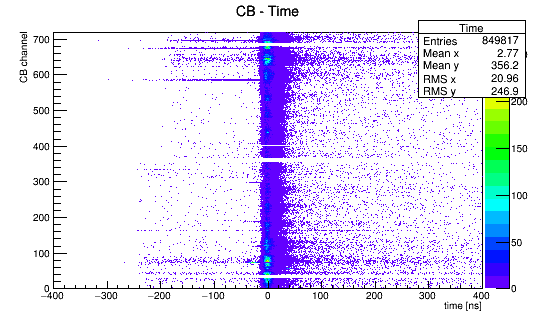 CB - Time
CB channel
700
600
500
400
300
200
100
0
−400
−300
−200
−100
0
100
200
300
400
time [ns]
Time
Entries 849817
Mean x 2.77
Mean y 356.2
RMS x 20.96
RMS y 246.9
200
150
100
50
0